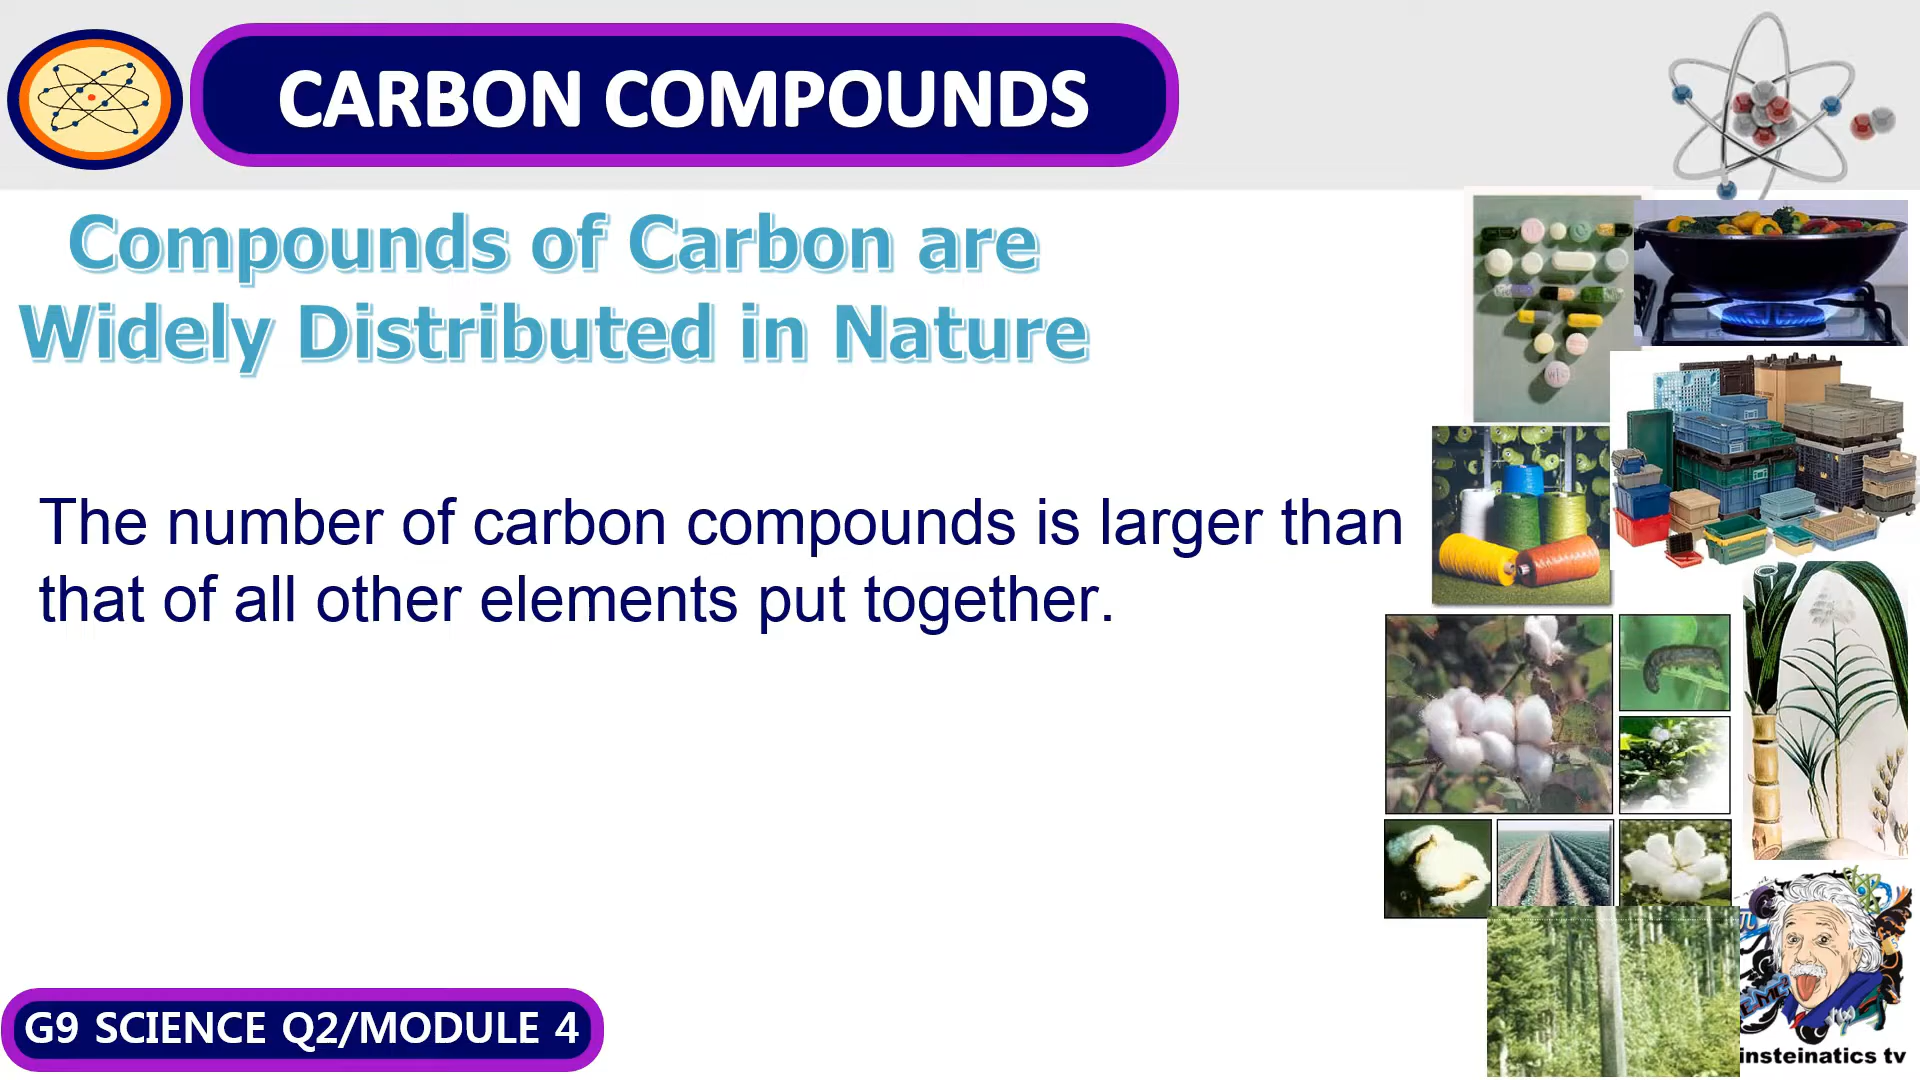 CARBON COMPOUNDS
Compounds of Carbon are
Widely Distributed in Nature
The number of carbon compounds is larger than
that of all other elements put together.
G9 SCIENCE Q2/MODULE 4
insteinatics tv